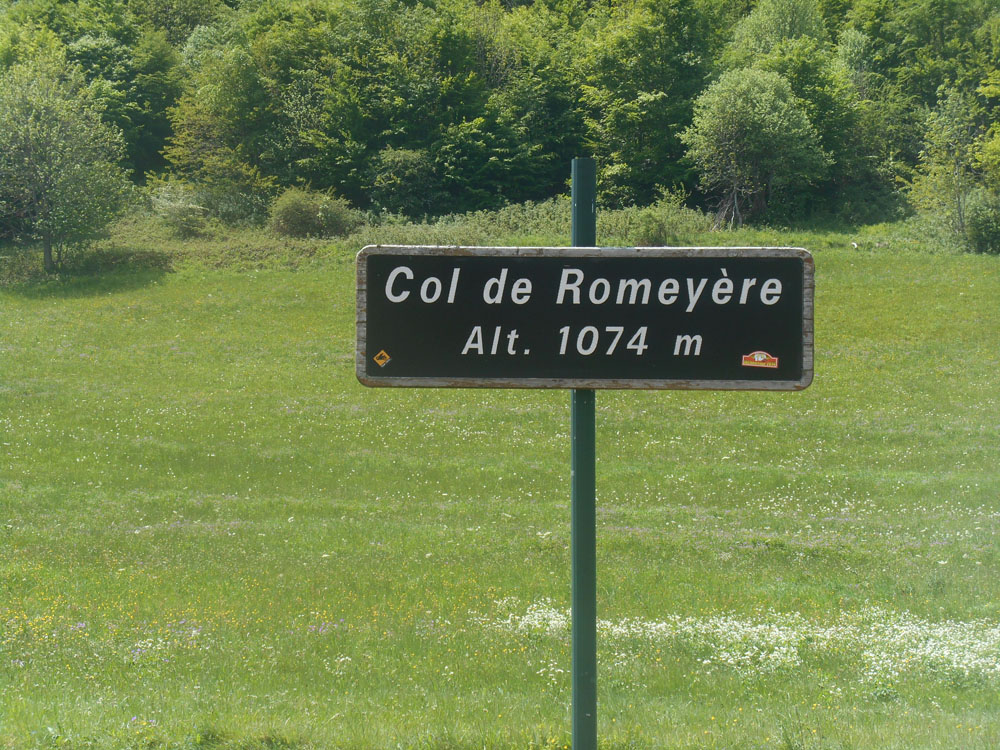 Col de Romeyère
Alt. 1074 m